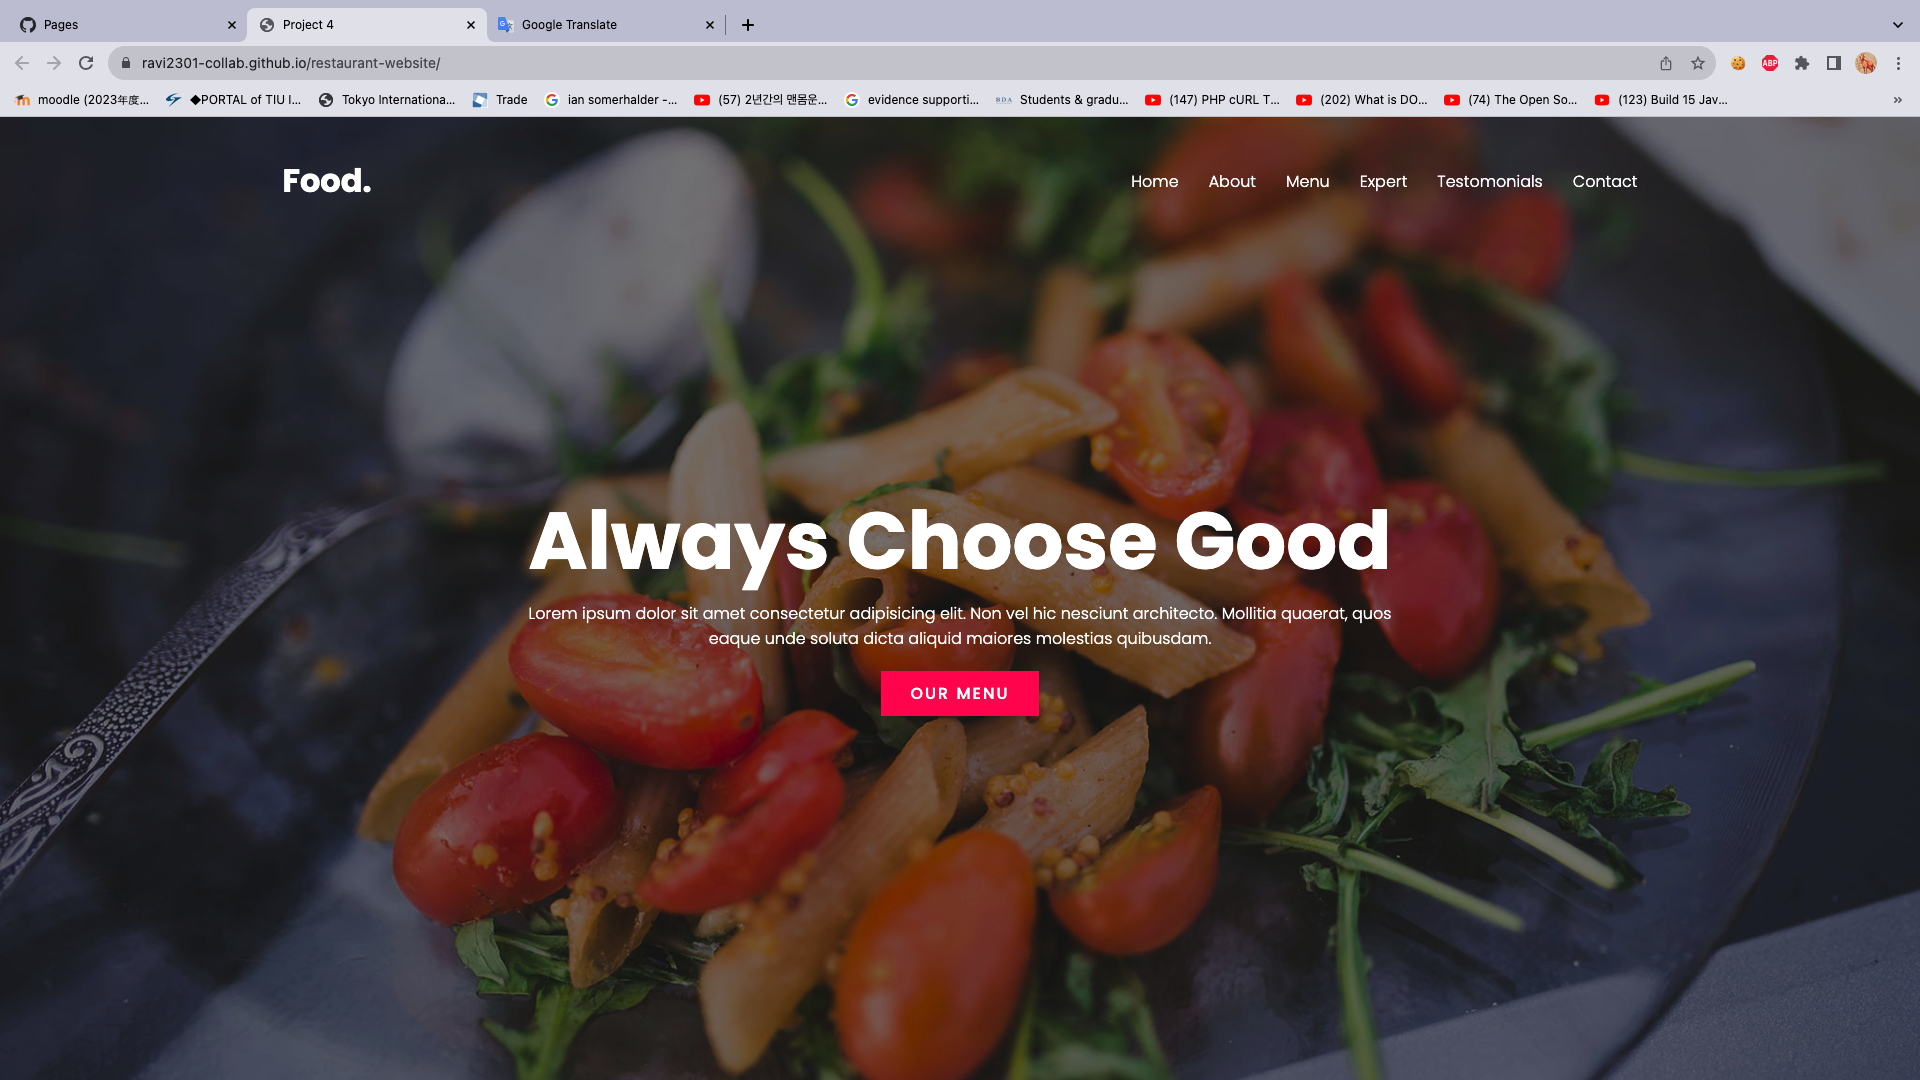 Pages
Project 4
Google Translate
ravi2301-collab.github.io/restaurant-website/
moodle (2023年度...
◆PORTAL of TIU I...
Tokyo Internationa...
Trade
ian somerhalder -...
(57) 2년간의 맨몸운...
evidence supporti...
BDA
Students & gradu...
(147) PHP cURL T...
(202) What is DO...
(74) The Open So...
(123) Build 15 Jav...
ABP
Food.
Home About Menu Expert Testomonials Contact
Always Choose Good
Lorem ipsum dolor sit amet consectetur adipisicing elit. Non vel hic nesciunt architecto. Mollitia quaerat, quos
eaque unde soluta dicta aliquid maiores molestias quibusdam.
OUR MENU